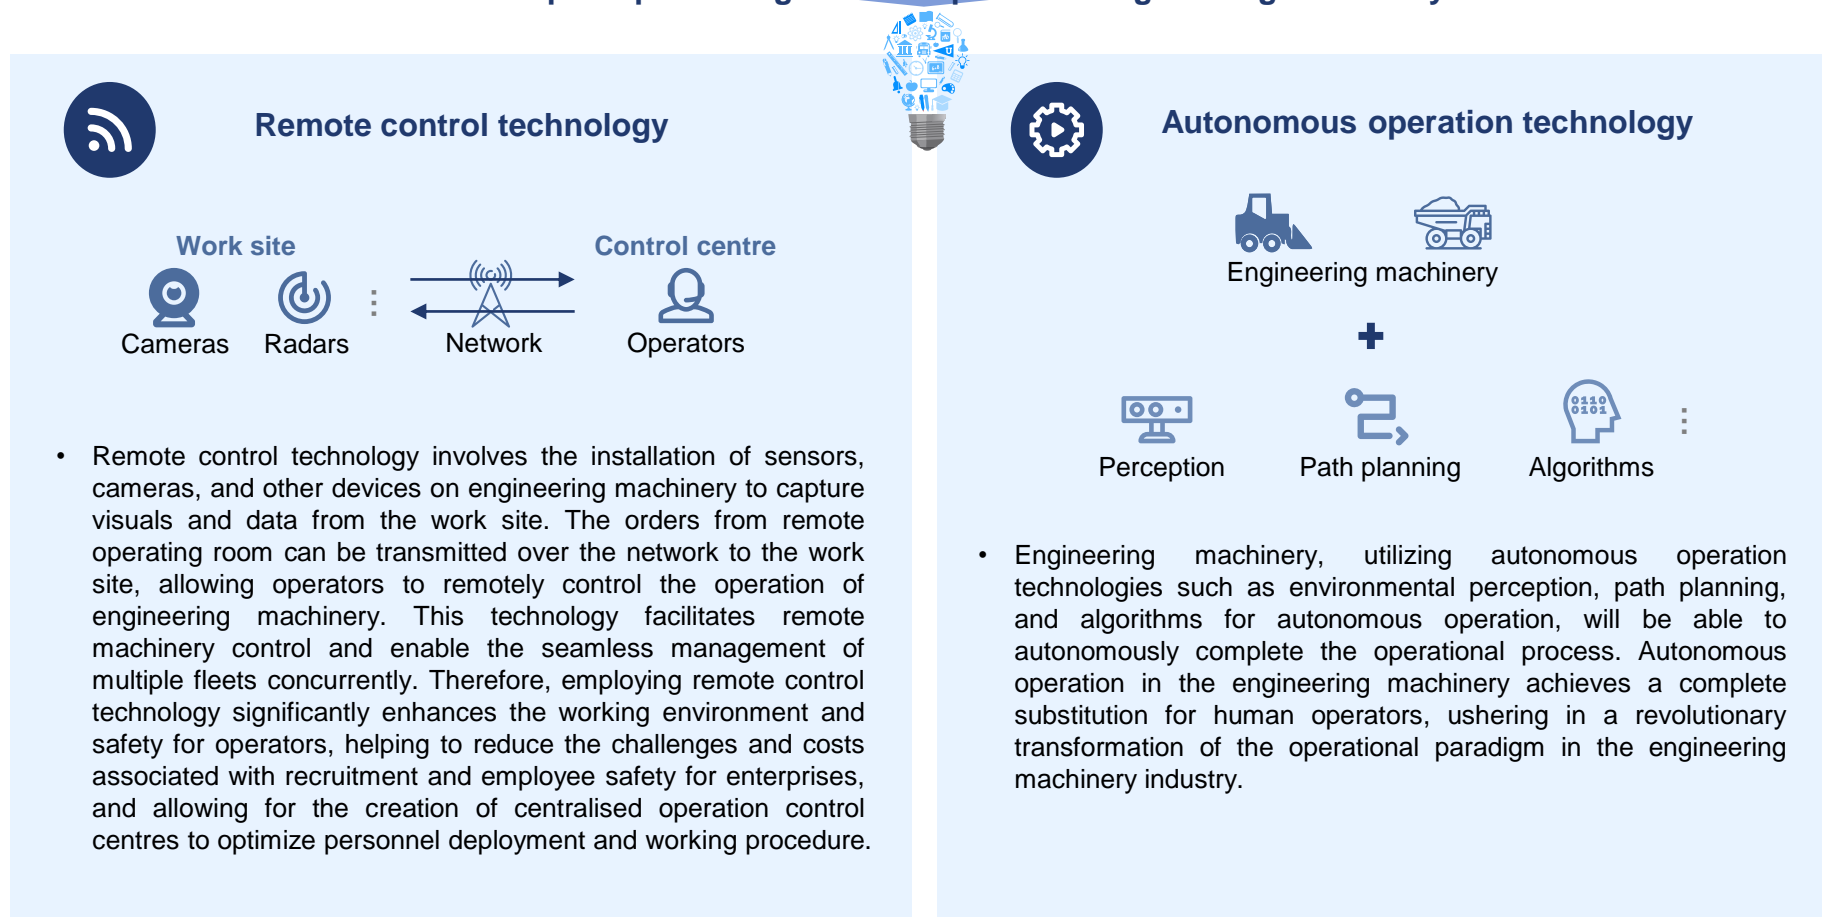 Remote control technology
Work site
Control centre
Cameras
Radars
Network
Operators
• Remote control technology involves the installation of sensors,
cameras, and other devices on engineering machinery to capture
visuals and data from the work site. The orders from remote
operating room can be transmitted over the network to the work
site, allowing operators to remotely control the operation of
engineering machinery. This technology facilitates remote
machinery control and enable the seamless management of
multiple fleets concurrently. Therefore, employing remote control
technology significantly enhances the working environment and
safety for operators, helping to reduce the challenges and costs
associated with recruitment and employee safety for enterprises,
and allowing for the creation of centralised operation control
centres to optimize personnel deployment and working procedure.
Autonomous operation technology
Engineering machinery
Perception
Path planning
0110
0101
Algorithms
• Engineering machinery, utilizing autonomous operation
technologies such as environmental perception, path planning,
and algorithms for autonomous operation, will be able to
autonomously complete the operational process. Autonomous
operation in the engineering machinery achieves a complete
substitution for human operators, ushering in a revolutionary
transformation of the operational paradigm in the engineering
machinery industry.